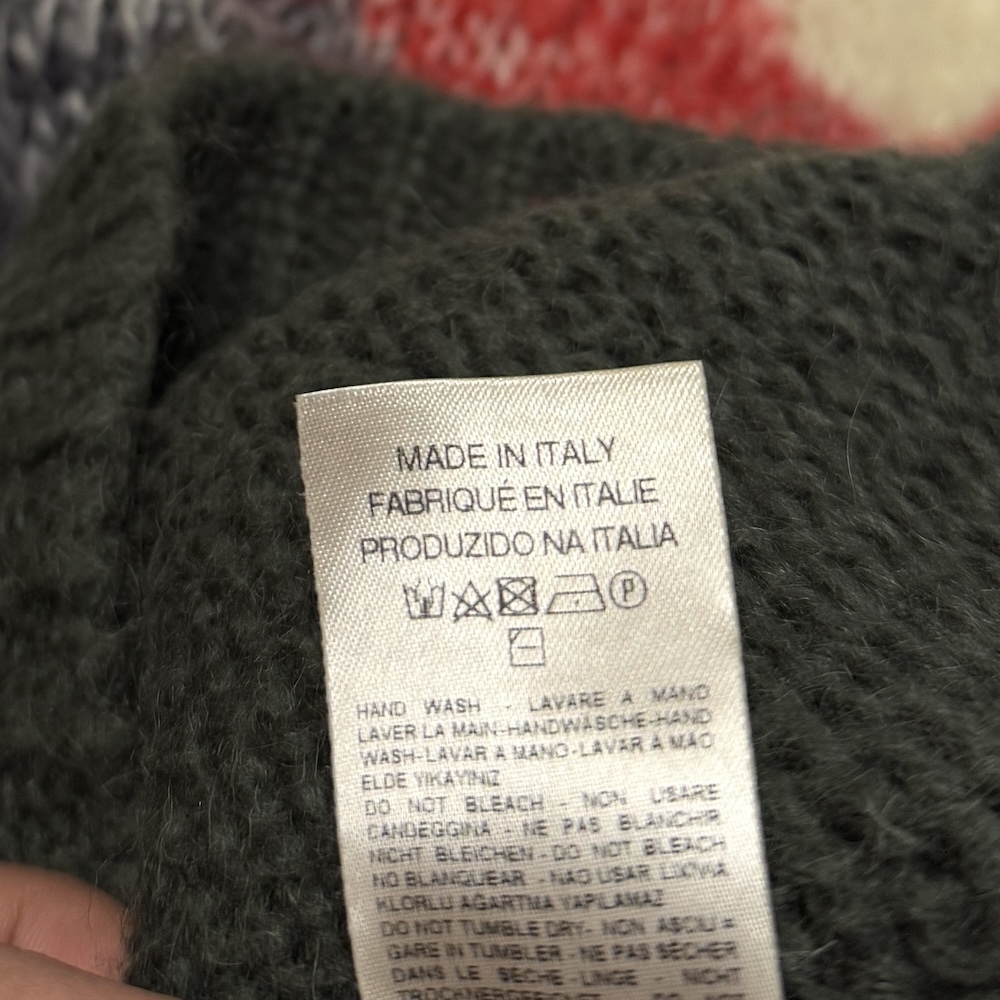 MADE IN ITALY
FABRIQUÉ EN ITALIE
PRODUZIDO NA ITALIA
P
HAND WASH - LAVARE A MANO
LAVER LA MAIN-HANDWASCHE-HAND
WASH-LAVAR A MANO-LAVAR A MAO
ELDE YIKAYINIZ
DO NOT BLEACH - NON USARE
CANDEGGINA - NE PAS BLANCHIR
NICHT BLEICHEN-DO NOT BLEACH
NO BLANQUEAR - NAO USAR LIXIVIA
KLORLU AGARTMA YAPILAMAZ
DO NOT TUMBLE DRY- NON ASCIU=
GARE IN TUMBLER - NE PAS SÉCHER
DANS LE SÈCHE-LINGE - NICHT